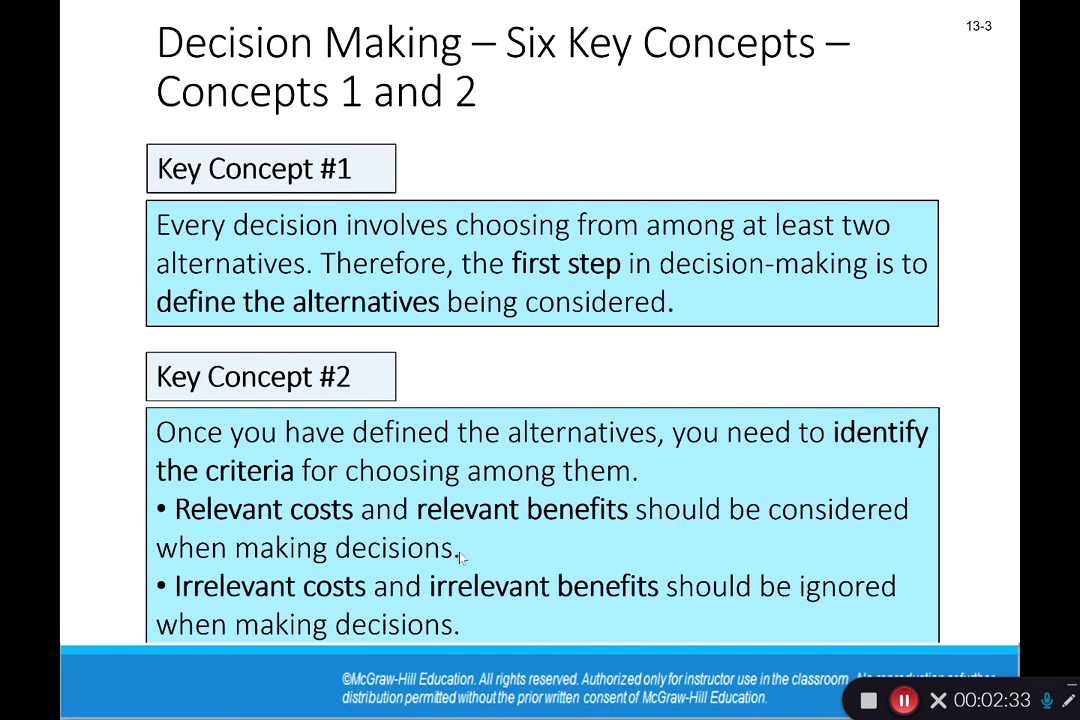 13-3
Decision Making – Six Key Concepts –
Concepts 1 and 2
Key Concept #1
Every decision involves choosing from among at least two
alternatives. Therefore, the first step in decision-making is to
define the alternatives being considered.
Key Concept #2
Once you have defined the alternatives, you need to identify
the criteria for choosing among them.
• Relevant costs and relevant benefits should be considered
when making decisions.
• Irrelevant costs and irrelevant benefits should be ignored
when making decisions.
©McGraw-Hill Education. All rights reserved. Authorized only for instructor use in the classroom.
distribution permitted without the prior written consent of McGraw-Hill Education.
00:02:33